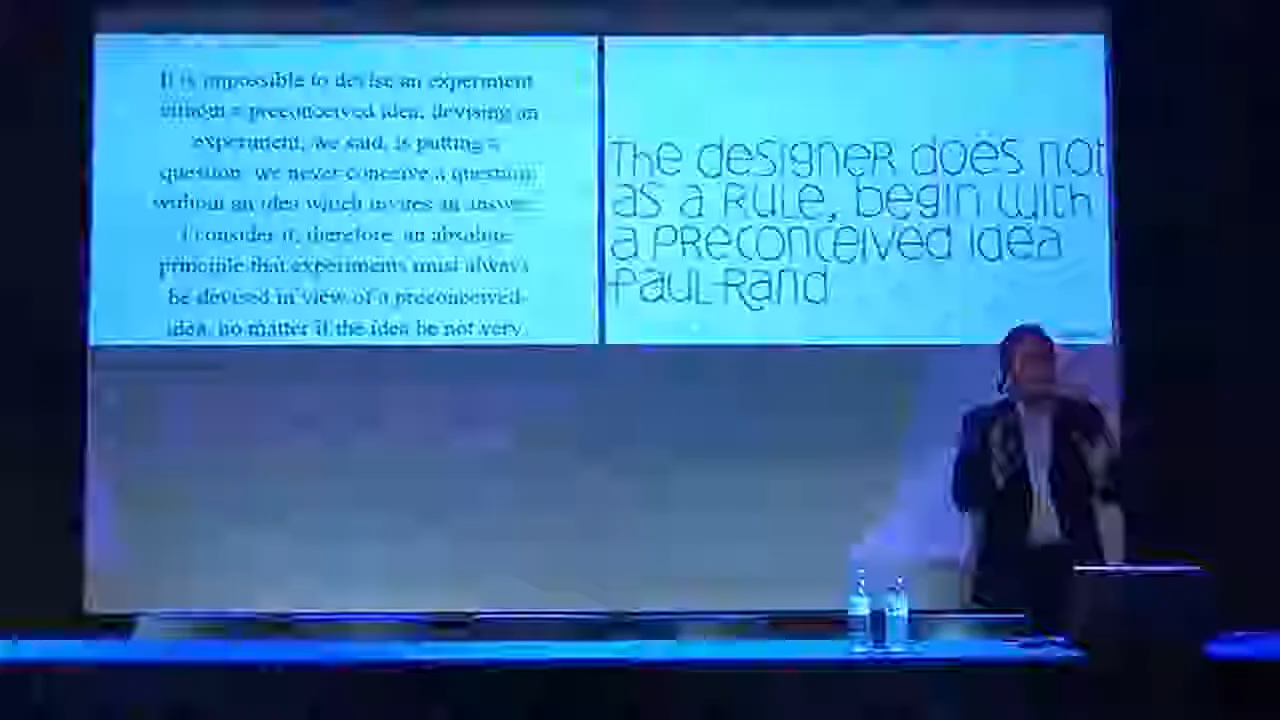 It is impossible to devise an experiment
without a preconceived idea, devising an
experiment, we said, is putting a
question; we never conceive a question
without an idea which invites an answer.
I consider it, therefore, an absolute
principle that experiments must always
be devised in view of a preconceived
idea, no matter if the idea be not very
The designer does not
as a rule, begin with
a preconceived idea
Paul Rand